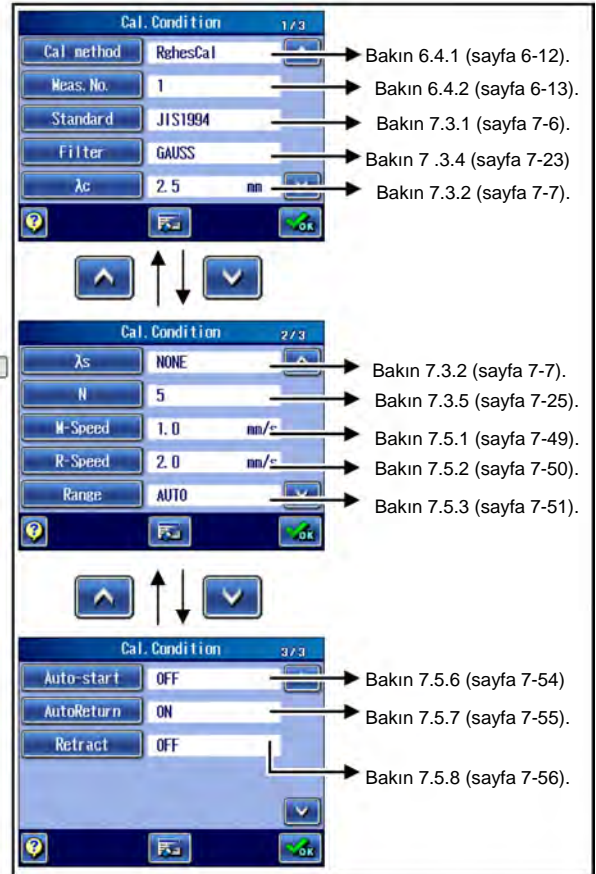 Cal.Condition 1/3
Cal method RghesCal Bakın 6.4.1 (sayfa 6-12).
Meas.No. 1 Bakın 6.4.2 (sayfa 6-13).
Standard JIS1994 Bakın 7.3.1 (sayfa 7-6).
Filter GAUSS Bakın 7 .3.4 (sayfa 7-23)
λc 2.5 mm Bakın 7.3.2 (sayfa 7-7).
OK
Cal.Condition 2/3
λs NONE Bakın 7.3.2 (sayfa 7-7).
N 5 Bakın 7.3.5 (sayfa 7-25).
M-Speed 1.0 mm/s Bakın 7.5.1 (sayfa 7-49).
R-Speed 2.0 mm/s Bakın 7.5.2 (sayfa 7-50).
Range AUTO Bakın 7.5.3 (sayfa 7-51).
OK
Cal.Condition 3/3
Auto-start OFF Bakın 7.5.6 (sayfa 7-54)
AutoReturn ON Bakın 7.5.7 (sayfa 7-55).
Retract OFF Bakın 7.5.8 (sayfa 7-56).
OK